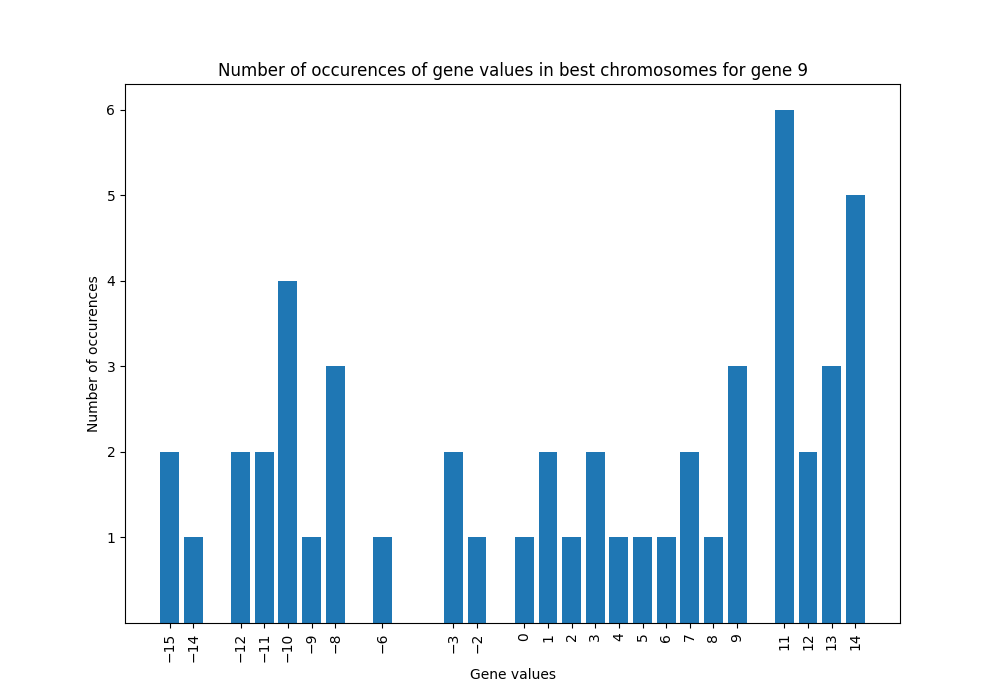 Number of occurences of gene values in best chromosomes for gene 9
6
5
4
3
2
1
Number of occurences
−15 −14 −12 −11 −10 −9 −8 −6 −3 −2 0 1 2 3 4 5 6 7 8 9 11 12 13 14
Gene values